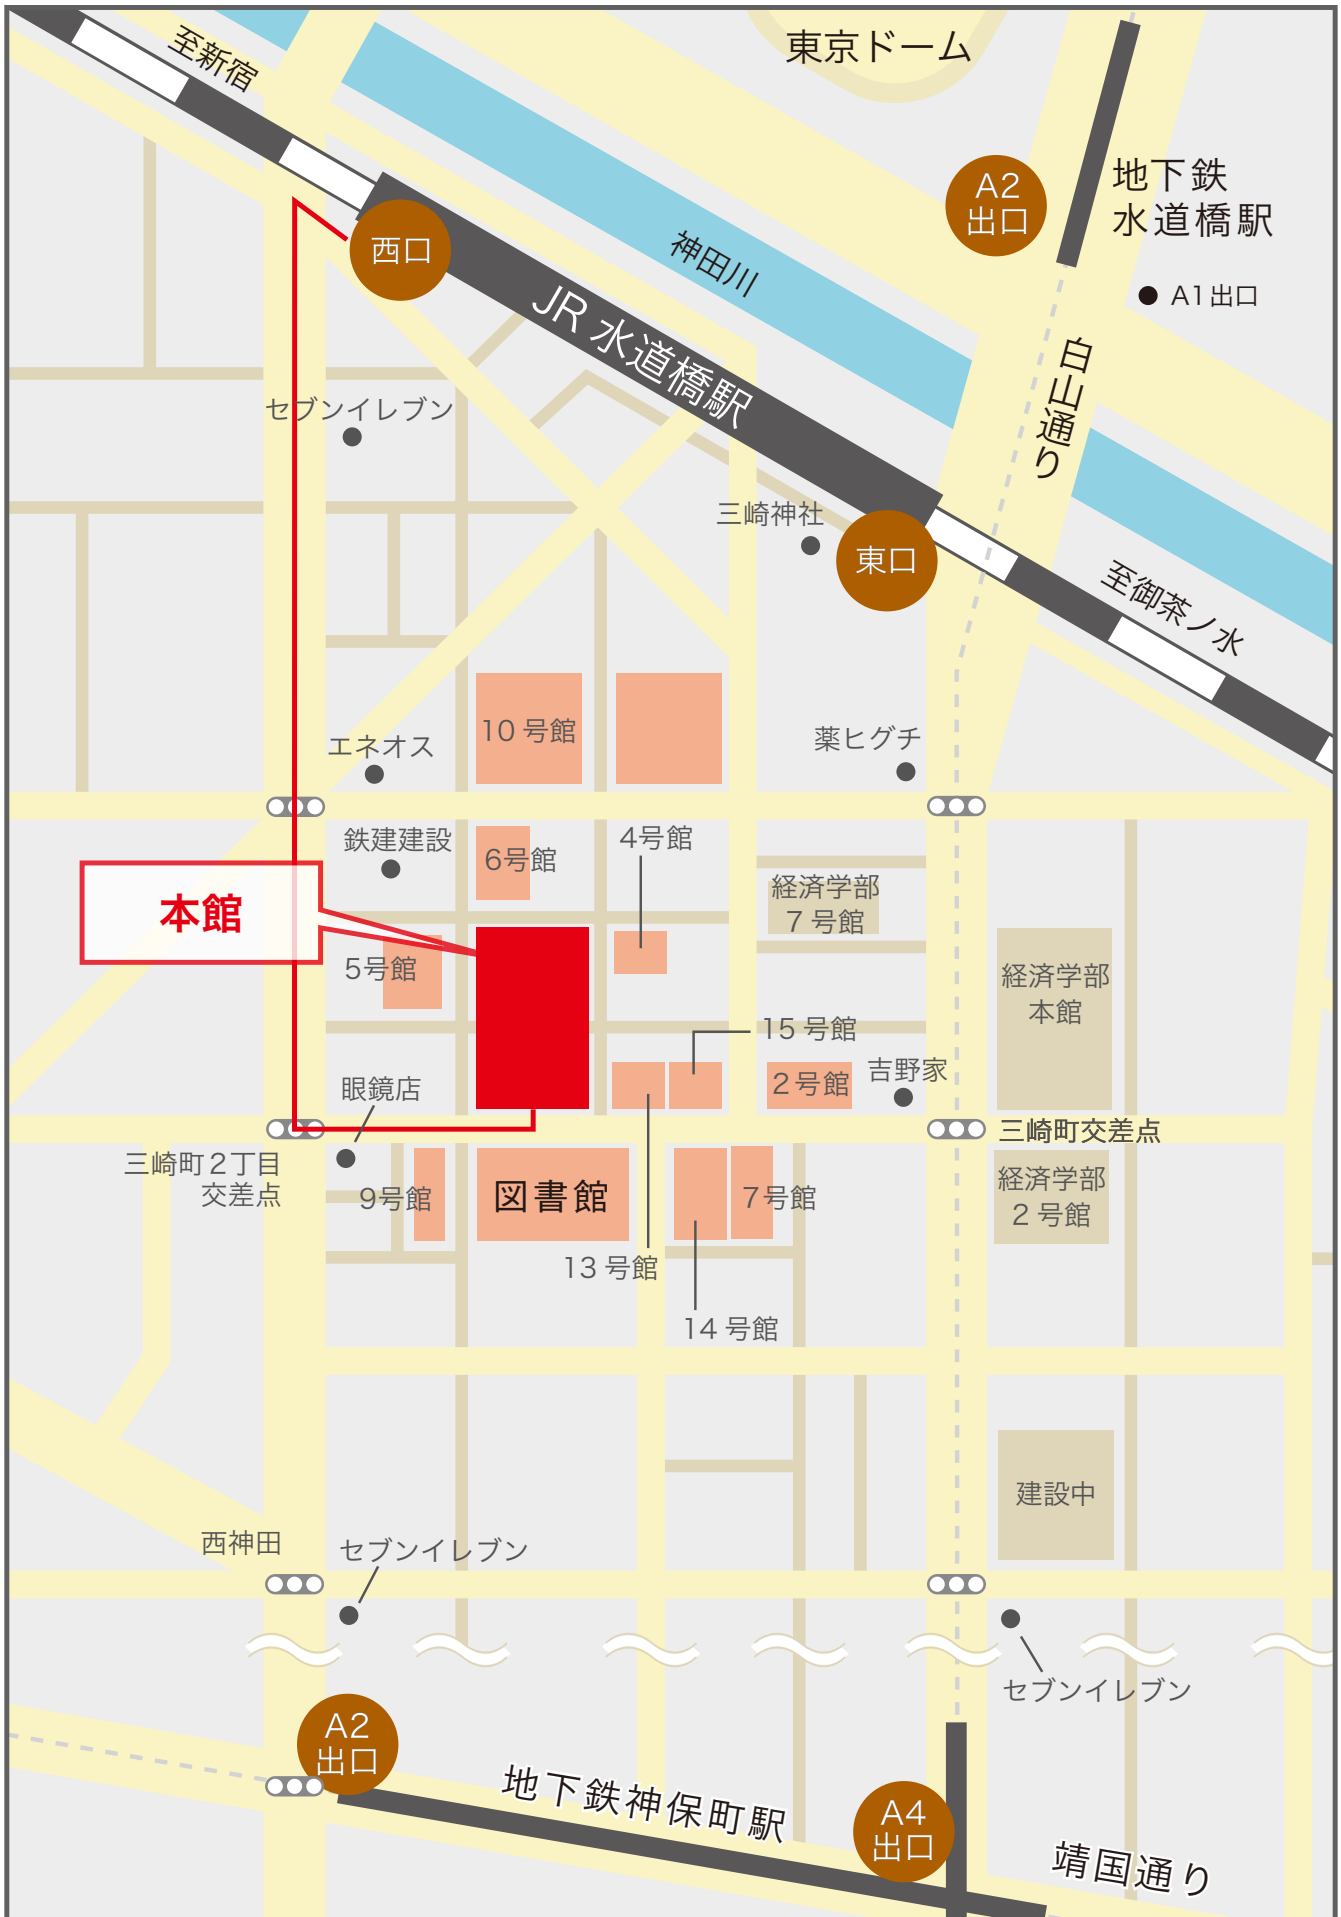 至新宿
東京ドーム
A2
出口
地下鉄
水道橋駅
A1出口
西口
神田川
JR 水道橋駅
白山通り
セブンイレブン
三崎神社
東口
至御茶ノ水
10号館
エネオス
薬ヒグチ
鉄建建設
6号館
4号館
経済学部
7号館
本館
5号館
経済学部
本館
15号館
2号館
吉野家
眼鏡店
三崎町交差点
三崎町2丁目
交差点
9号館
図書館
7号館
経済学部
2号館
13号館
14号館
建設中
西神田
セブンイレブン
セブンイレブン
A2
出口
地下鉄神保町駅
A4
出口
靖国通り